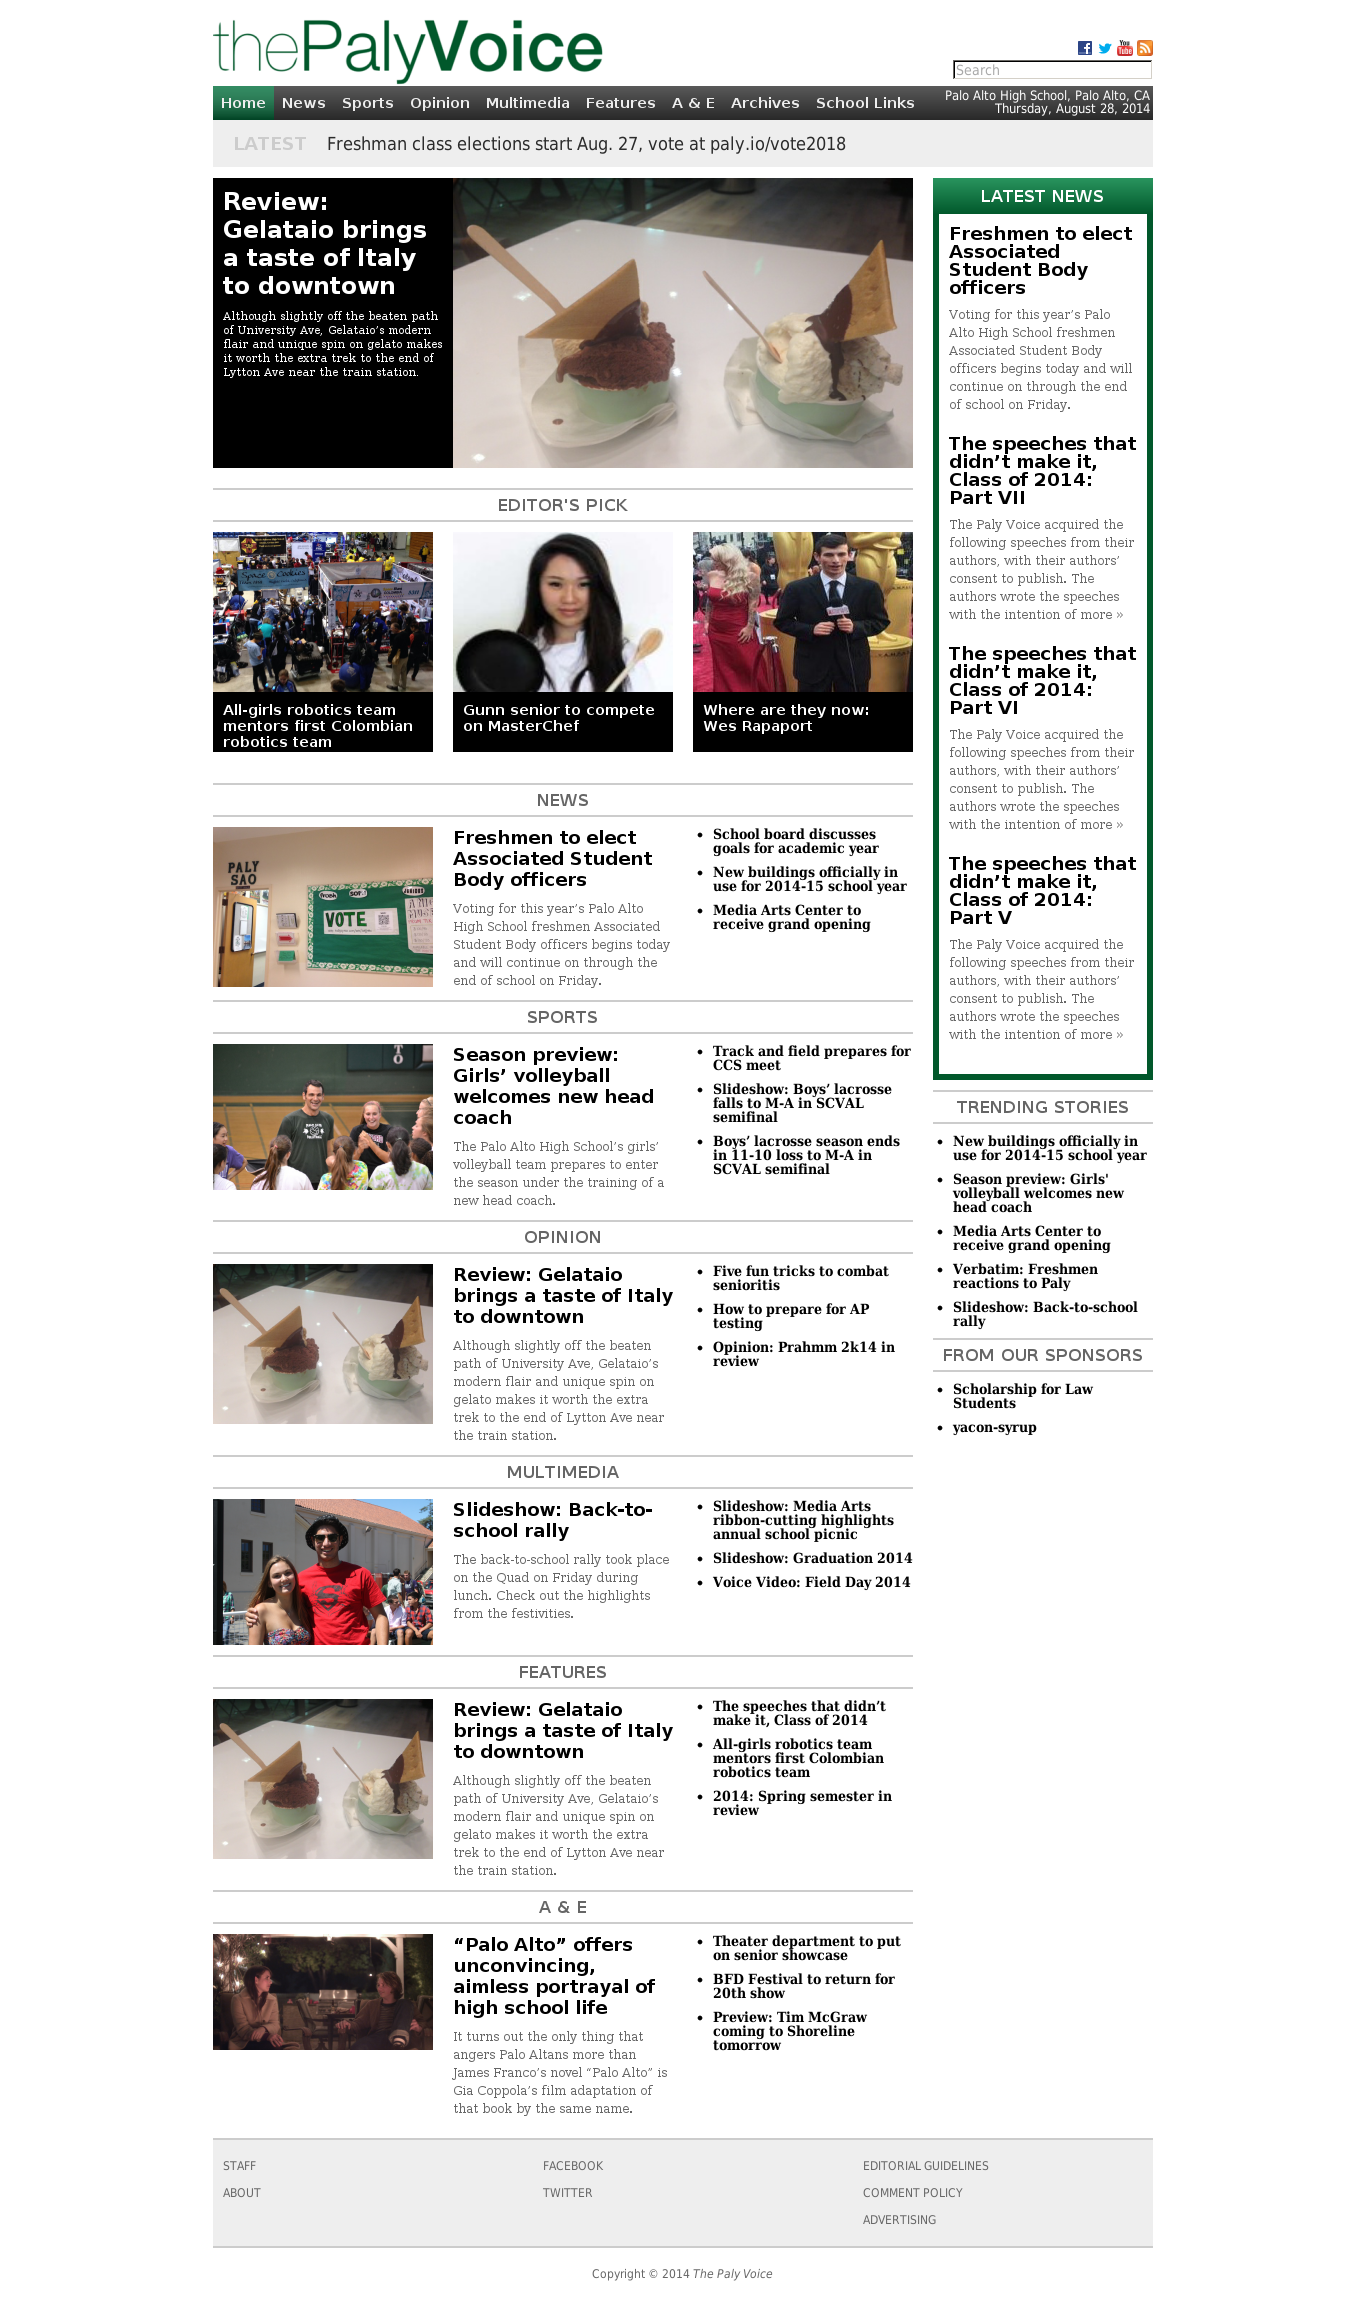 thePalyVoice
Search
Home News Sports Opinion Multimedia Features A & E Archives School Links
Palo Alto High School, Palo Alto, CA
Thursday, August 28, 2014
LATEST Freshman class elections start Aug. 27, vote at paly.io/vote2018
Review:
Gelataio brings
a taste of Italy
to downtown
Although slightly off the beaten path
of University Ave, Gelataio’s modern
flair and unique spin on gelato makes
it worth the extra trek to the end of
Lytton Ave near the train station.
EDITOR'S PICK
All-girls robotics team
mentors first Colombian
robotics team
Gunn senior to compete
on MasterChef
Where are they now:
Wes Rapaport
NEWS
PALY
SAO
VOTE
Freshmen to elect
Associated Student
Body officers
Voting for this year’s Palo Alto
High School freshmen Associated
Student Body officers begins today
and will continue on through the
end of school on Friday.
• School board discusses
goals for academic year
• New buildings officially in
use for 2014-15 school year
• Media Arts Center to
receive grand opening
SPORTS
Season preview:
Girls’ volleyball
welcomes new head
coach
The Palo Alto High School’s girls’
volleyball team prepares to enter
the season under the training of a
new head coach.
• Track and field prepares for
CCS meet
• Slideshow: Boys’ lacrosse
falls to M-A in SCVAL
semifinal
• Boys’ lacrosse season ends
in 11-10 loss to M-A in
SCVAL semifinal
OPINION
Review: Gelataio
brings a taste of Italy
to downtown
Although slightly off the beaten
path of University Ave, Gelataio’s
modern flair and unique spin on
gelato makes it worth the extra
trek to the end of Lytton Ave near
the train station.
• Five fun tricks to combat
senioritis
• How to prepare for AP
testing
• Opinion: Prahmm 2k14 in
review
MULTIMEDIA
Slideshow: Back-to-
school rally
The back-to-school rally took place
on the Quad on Friday during
lunch. Check out the highlights
from the festivities.
• Slideshow: Media Arts
ribbon-cutting highlights
annual school picnic
• Slideshow: Graduation 2014
• Voice Video: Field Day 2014
FEATURES
Review: Gelataio
brings a taste of Italy
to downtown
Although slightly off the beaten
path of University Ave, Gelataio’s
modern flair and unique spin on
gelato makes it worth the extra
trek to the end of Lytton Ave near
the train station.
• The speeches that didn’t
make it, Class of 2014
• All-girls robotics team
mentors first Colombian
robotics team
• 2014: Spring semester in
review
A & E
“Palo Alto” offers
unconvincing,
aimless portrayal of
high school life
It turns out the only thing that
angers Palo Altans more than
James Franco’s novel “Palo Alto” is
Gia Coppola’s film adaptation of
that book by the same name.
• Theater department to put
on senior showcase
• BFD Festival to return for
20th show
• Preview: Tim McGraw
coming to Shoreline
tomorrow
LATEST NEWS
Freshmen to elect
Associated
Student Body
officers
Voting for this year’s Palo
Alto High School freshmen
Associated Student Body
officers begins today and will
continue on through the end
of school on Friday.
The speeches that
didn’t make it,
Class of 2014:
Part VII
The Paly Voice acquired the
following speeches from their
authors, with their authors’
consent to publish. The
authors wrote the speeches
with the intention of more »
The speeches that
didn’t make it,
Class of 2014:
Part VI
The Paly Voice acquired the
following speeches from their
authors, with their authors’
consent to publish. The
authors wrote the speeches
with the intention of more »
The speeches that
didn’t make it,
Class of 2014:
Part V
The Paly Voice acquired the
following speeches from their
authors, with their authors’
consent to publish. The
authors wrote the speeches
with the intention of more »
TRENDING STORIES
• New buildings officially in
use for 2014-15 school year
• Season preview: Girls'
volleyball welcomes new
head coach
• Media Arts Center to
receive grand opening
• Verbatim: Freshmen
reactions to Paly
• Slideshow: Back-to-school
rally
FROM OUR SPONSORS
• Scholarship for Law
Students
• yacon-syrup
STAFF
ABOUT
FACEBOOK
TWITTER
EDITORIAL GUIDELINES
COMMENT POLICY
ADVERTISING
Copyright © 2014 The Paly Voice